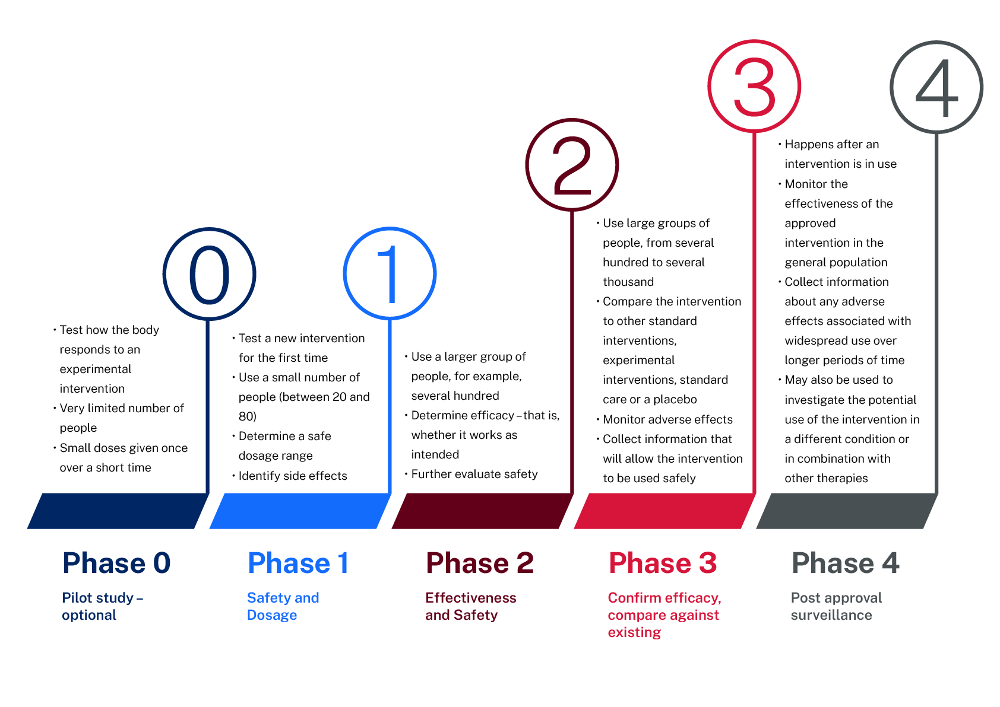 0
• Test how the body
responds to an
experimental
intervention
• Very limited number of
people
• Small doses given once
over a short time
Phase 0
Pilot study –
optional
1
• Test a new intervention
for the first time
• Use a small number of
people (between 20 and
80)
• Determine a safe
dosage range
• Identify side effects
Phase 1
Safety and
Dosage
2
• Use a larger group of
people, for example,
several hundred
• Determine efficacy – that is,
whether it works as
intended
• Further evaluate safety
Phase 2
Effectiveness
and Safety
3
• Use large groups of
people, from several
hundred to several
thousand
• Compare the intervention
to other standard
interventions,
experimental
interventions, standard
care or a placebo
• Monitor adverse effects
• Collect information that
will allow the intervention
to be used safely
Phase 3
Confirm efficacy,
compare against
existing
4
• Happens after an
intervention is in use
• Monitor the
effectiveness of the
approved
intervention in the
general population
• Collect information
about any adverse
effects associated with
widespread use over
longer periods of time
• May also be used to
investigate the potential
use of the intervention in
a different condition or
in combination with
other therapies
Phase 4
Post approval
surveillance